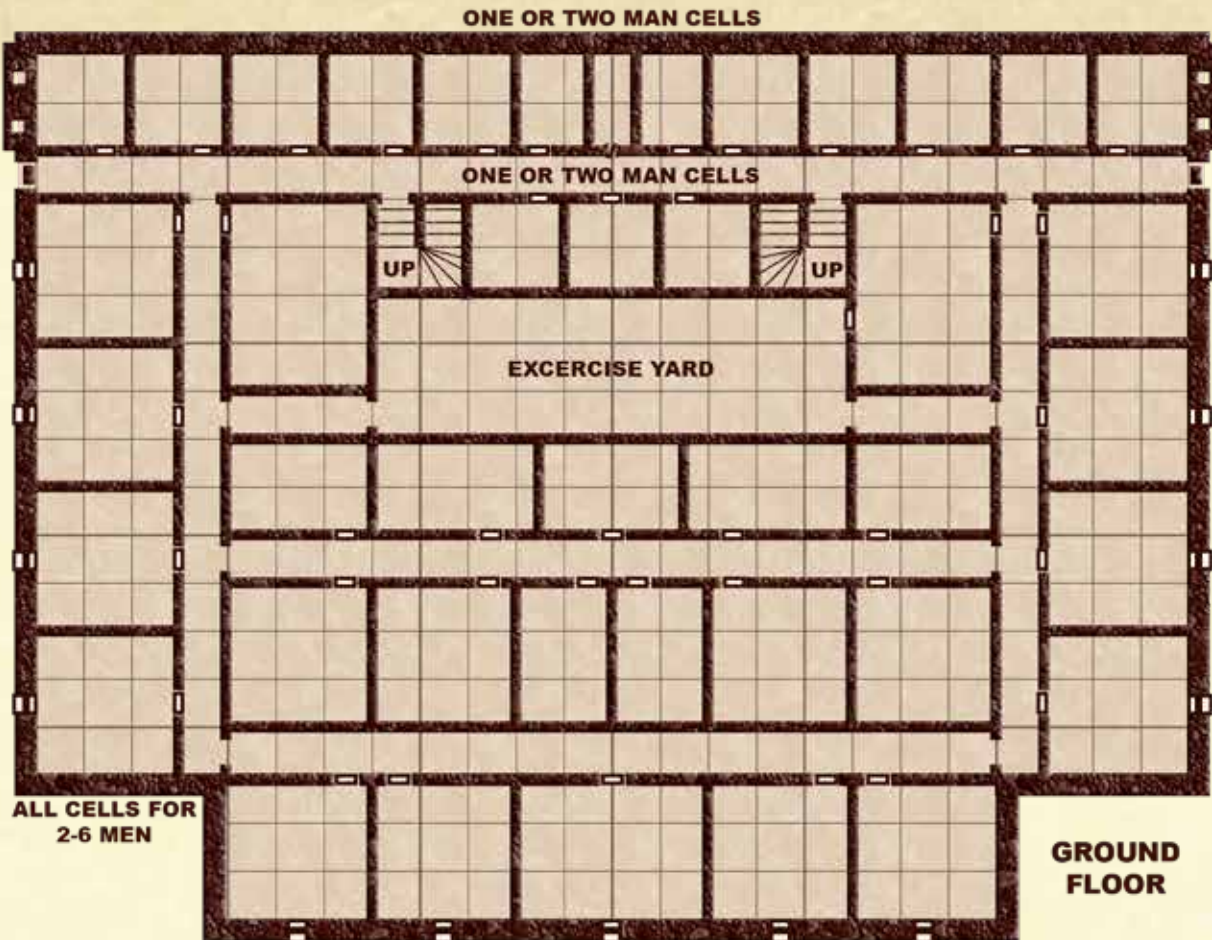 ONE OR TWO MAN CELLS
ONE OR TWO MAN CELLS
UP
UP
EXCERCISE YARD
ALL CELLS FOR
2-6 MEN
GROUND
FLOOR